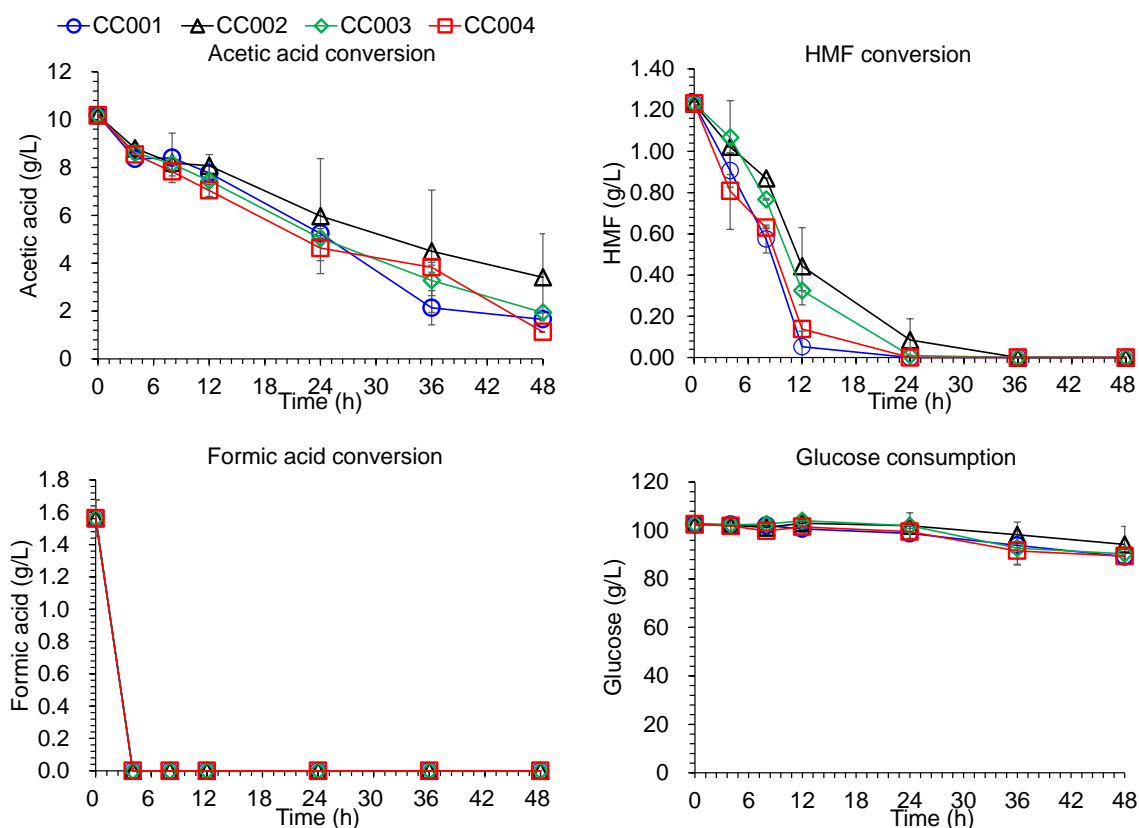 CC001 CC002 CC003 CC004
Acetic acid conversion
12
10
8
6
4
2
0
Acetic acid (g/L)
0 6 12 18 24 30 36 42 48
Time (h)
HMF conversion
1.40
1.20
1.00
0.80
0.60
0.40
0.20
0.00
HMF (g/L)
0 6 12 18 24 30 36 42 48
Time (h)
Formic acid conversion
1.8
1.6
1.4
1.2
1.0
0.8
0.6
0.4
0.2
0.0
Formic acid (g/L)
0 6 12 18 24 30 36 42 48
Time (h)
Glucose consumption
120
100
80
60
40
20
0
Glucose (g/L)
0 6 12 18 24 30 36 42 48
Time (h)